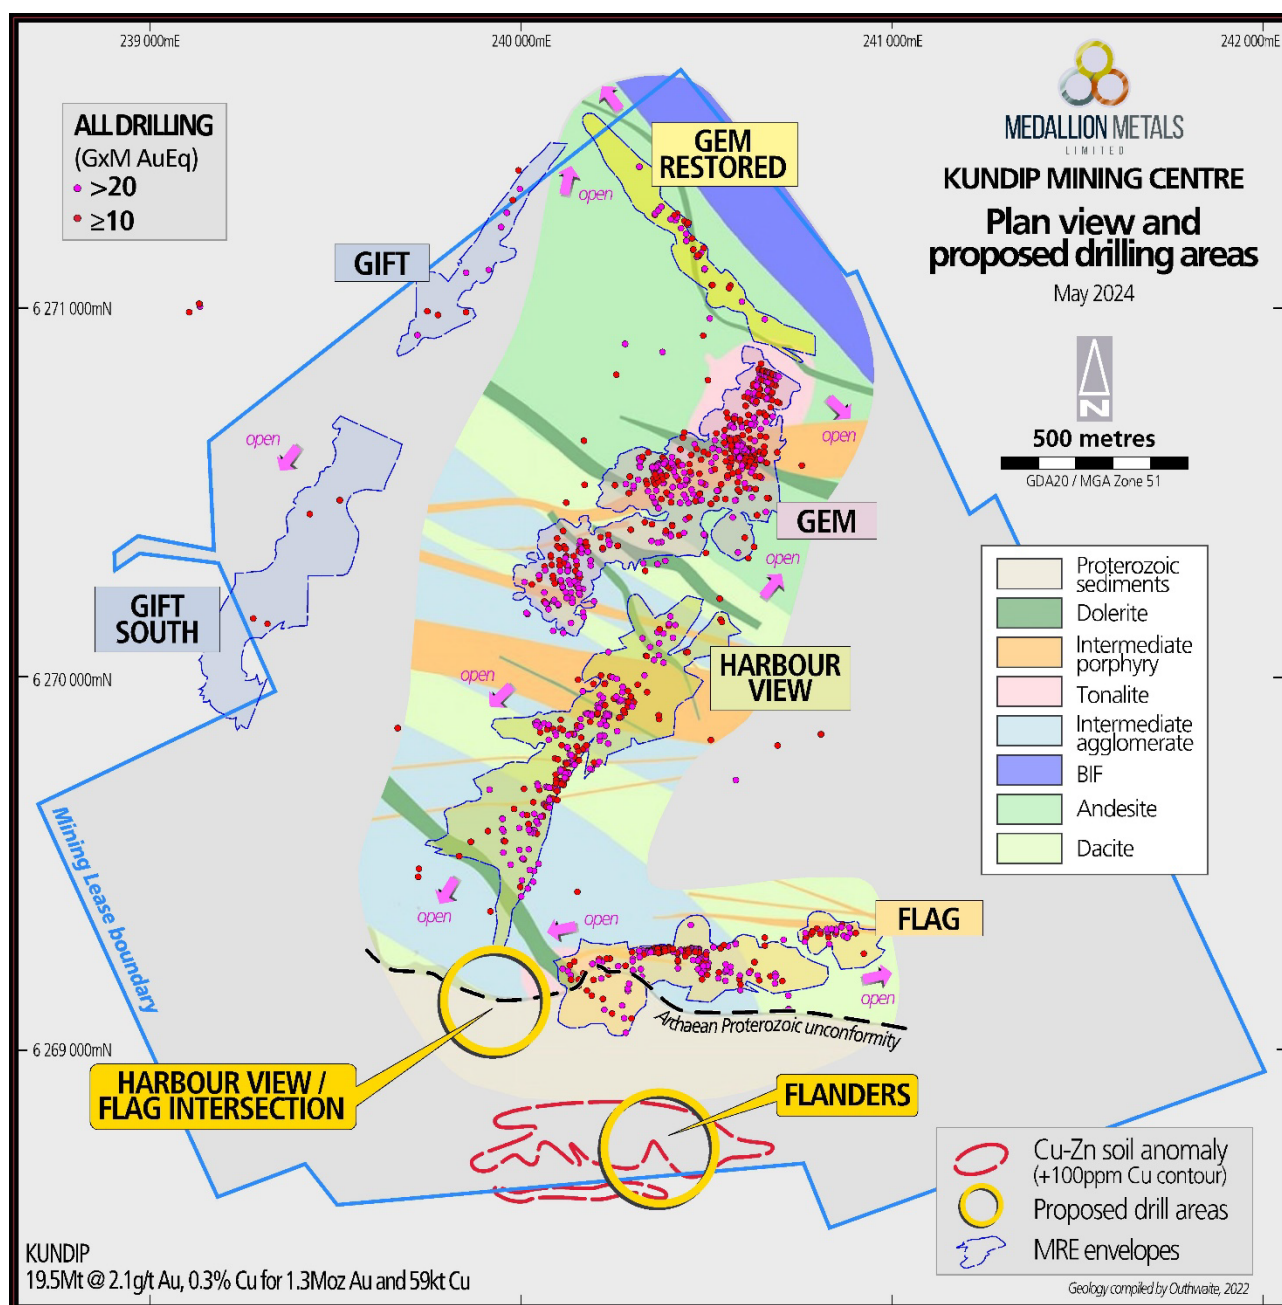 239 000mE
240 000mE
241 000mE
242 000mE
ALL DRILLING
(GxM AuEq)
>20
≥10
MEDALLION METALS
LIMITED
KUNDIP MINING CENTRE
Plan view and
proposed drilling areas
May 2024
N
500 metres
GDA20 / MGA Zone 51
GEM
RESTORED
open
open
GIFT
6 271 000mN
open
open
GEM
open
GIFT
SOUTH
6 270 000mN
HARBOUR
VIEW
open
Proterozoic
sediments
Dolerite
Intermediate
porphyry
Tonalite
Intermediate
agglomerate
BIF
Andesite
Dacite
Mining Lease boundary
open
open
FLAG
open
Archaean Proterozoic unconformity
6 269 000mN
HARBOUR VIEW /
FLAG INTERSECTION
FLANDERS
Cu-Zn soil anomaly
(+100ppm Cu contour)
Proposed drill areas
MRE envelopes
KUNDIP
19.5Mt @ 2.1g/t Au, 0.3% Cu for 1.3Moz Au and 59kt Cu
Geology compiled by Outhwaite, 2022